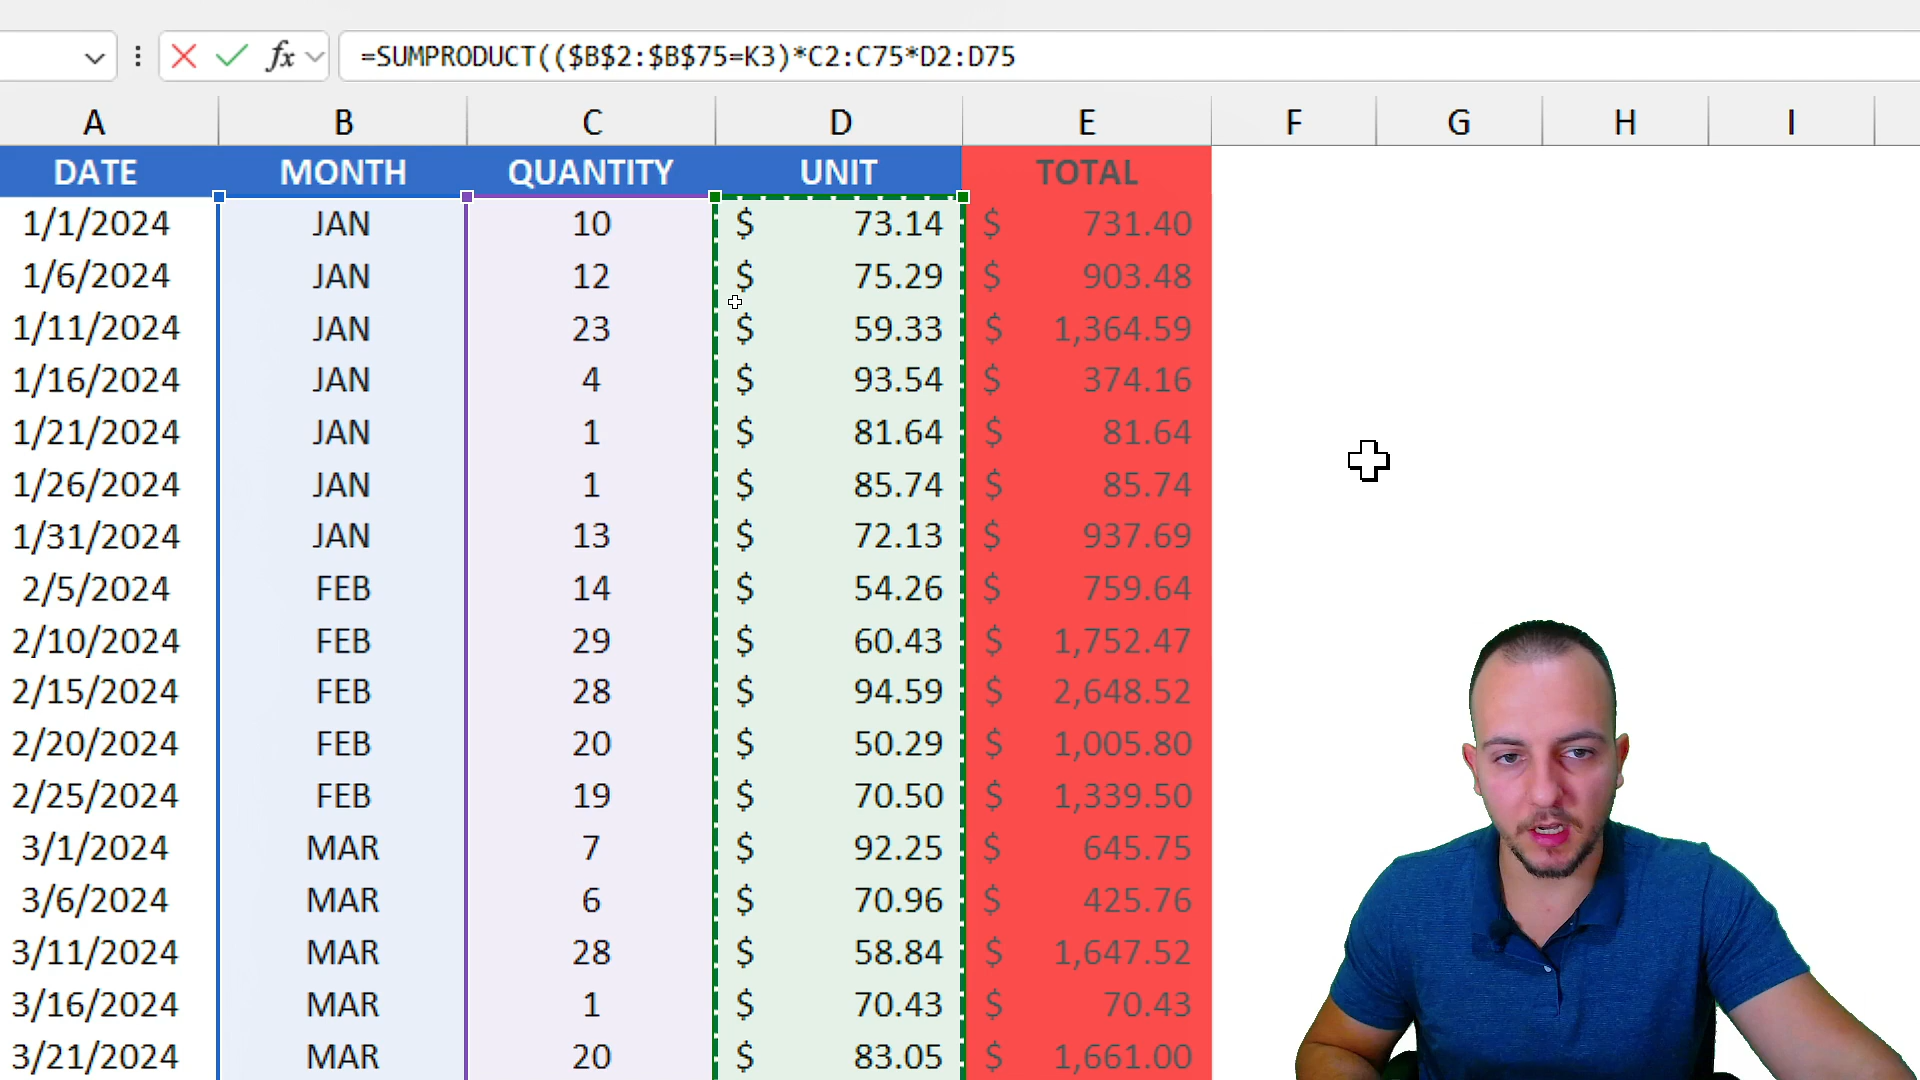 fx =SUMPRODUCT(($B$2:$B$75=K3)*C2:C75*D2:D75
A B C D E F G H I
DATE MONTH QUANTITY UNIT TOTAL
1/1/2024 JAN 10 $ 73.14 $ 731.40
1/6/2024 JAN 12 $ 75.29 $ 903.48
1/11/2024 JAN 23 $ 59.33 $ 1,364.59
1/16/2024 JAN 4 $ 93.54 $ 374.16
1/21/2024 JAN 1 $ 81.64 $ 81.64
1/26/2024 JAN 1 $ 85.74 $ 85.74
1/31/2024 JAN 13 $ 72.13 $ 937.69
2/5/2024 FEB 14 $ 54.26 $ 759.64
2/10/2024 FEB 29 $ 60.43 $ 1,752.47
2/15/2024 FEB 28 $ 94.59 $ 2,648.52
2/20/2024 FEB 20 $ 50.29 $ 1,005.80
2/25/2024 FEB 19 $ 70.50 $ 1,339.50
3/1/2024 MAR 7 $ 92.25 $ 645.75
3/6/2024 MAR 6 $ 70.96 $ 425.76
3/11/2024 MAR 28 $ 58.84 $ 1,647.52
3/16/2024 MAR 1 $ 70.43 $ 70.43
3/21/2024 MAR 20 $ 83.05 $ 1,661.00